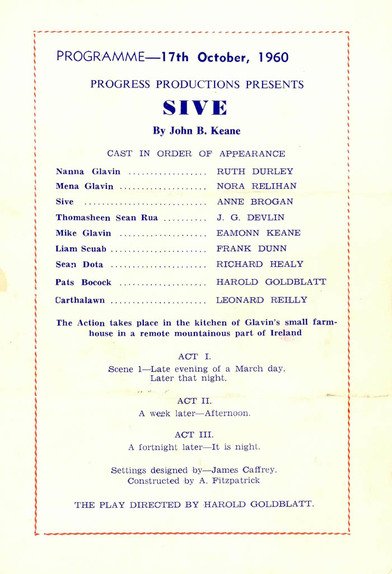 PROGRAMME—17th October, 1960
PROGRESS PRODUCTIONS PRESENTS
SIVE
By John B. Keane
CAST IN ORDER OF APPEARANCE
Nanna Glavin .................. RUTH DURLEY
Mena Glavin .................... NORA RELIHAN
Sive ............................ ANNE BROGAN
Thomasheen Sean Rua .......... J. G. DEVLIN
Mike Glavin .................... EAMONN KEANE
Liam Scuab ...................... FRANK DUNN
Sean Dota ...................... RICHARD HEALY
Pats Bocock .................... HAROLD GOLDBLATT
Carthalawn ...................... LEONARD REILLY
The Action takes place in the kitchen of Glavin's small farm-
house in a remote mountainous part of Ireland
ACT I.
Scene 1—Late evening of a March day.
Later that night.
ACT II.
A week later—Afternoon.
ACT III.
A fortnight later—It is night.
Settings designed by—James Caffrey.
Constructed by A. Fitzpatrick
THE PLAY DIRECTED BY HAROLD GOLDBLATT.